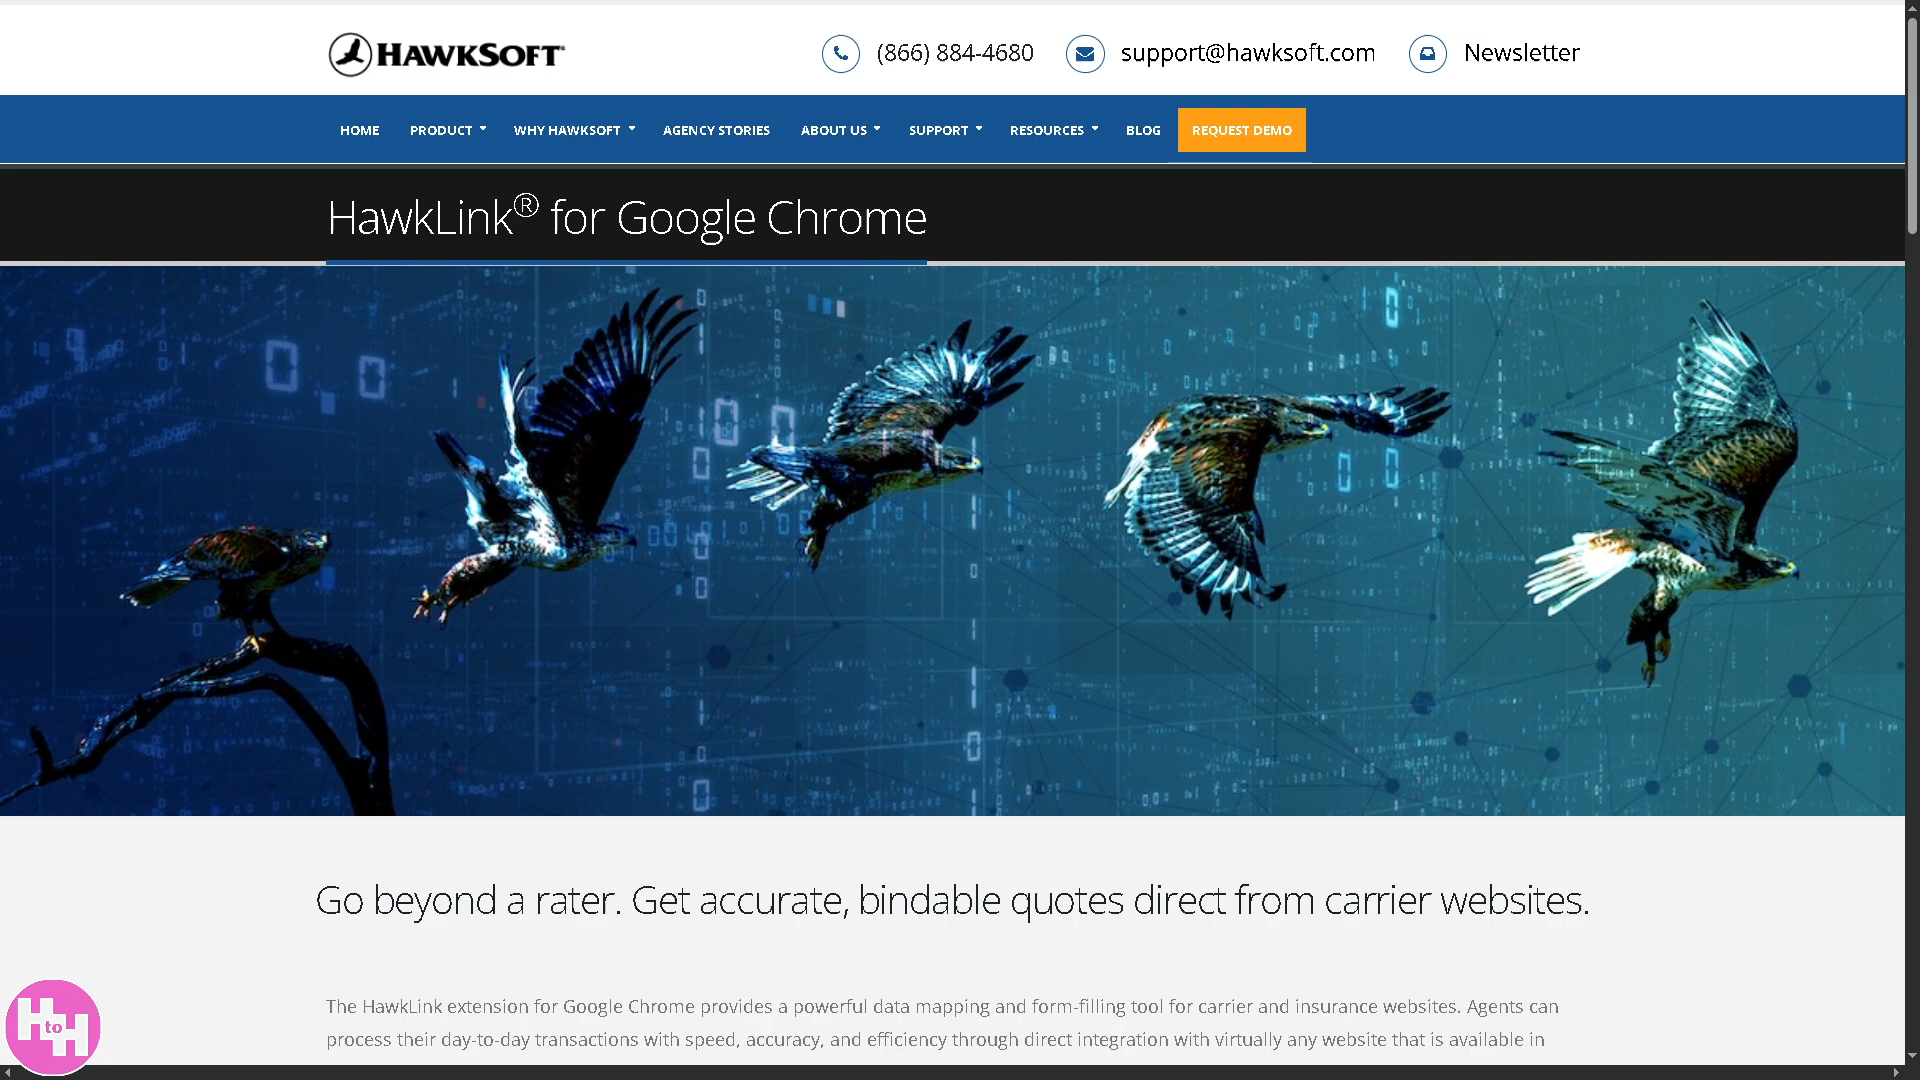 HAWKSOFT
(866) 884-4680
support@hawksoft.com
Newsletter
HOME
PRODUCT
WHY HAWKSOFT
AGENCY STORIES
ABOUT US
SUPPORT
RESOURCES
BLOG
REQUEST DEMO
HawkLink® for Google Chrome
Go beyond a rater. Get accurate, bindable quotes direct from carrier websites.
The HawkLink extension for Google Chrome provides a powerful data mapping and form-filling tool for carrier and insurance websites. Agents can
process their day-to-day transactions with speed, accuracy, and efficiency through direct integration with virtually any website that is available in
H to H